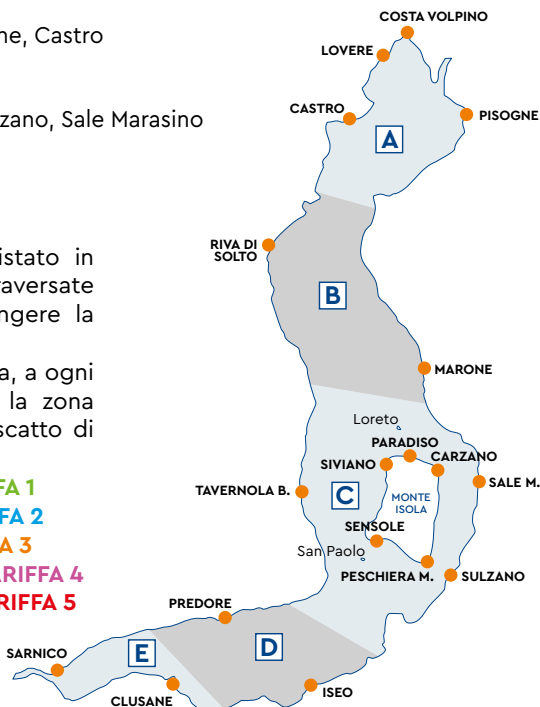 ne, Castro
zano, Sale Marasino
istato in
raversate
ngere la
a, a ogni
la zona
scatto di
FA 1
FA 2
A 3
ARIFFA 4
RIFFA 5
COSTA VOLPINO
LOVERE
CASTRO
PISOGNE
A
RIVA DI
SOLTO
B
MARONE
Loreto
PARADISO
CARZANO
SIVIANO
SALE M.
TAVERNOLA B.
C
MONTE
ISOLA
SENSOLE
San Paolo
PESCHIERA M.
SULZANO
PREDORE
D
E
SARNICO
ISEO
CLUSANE